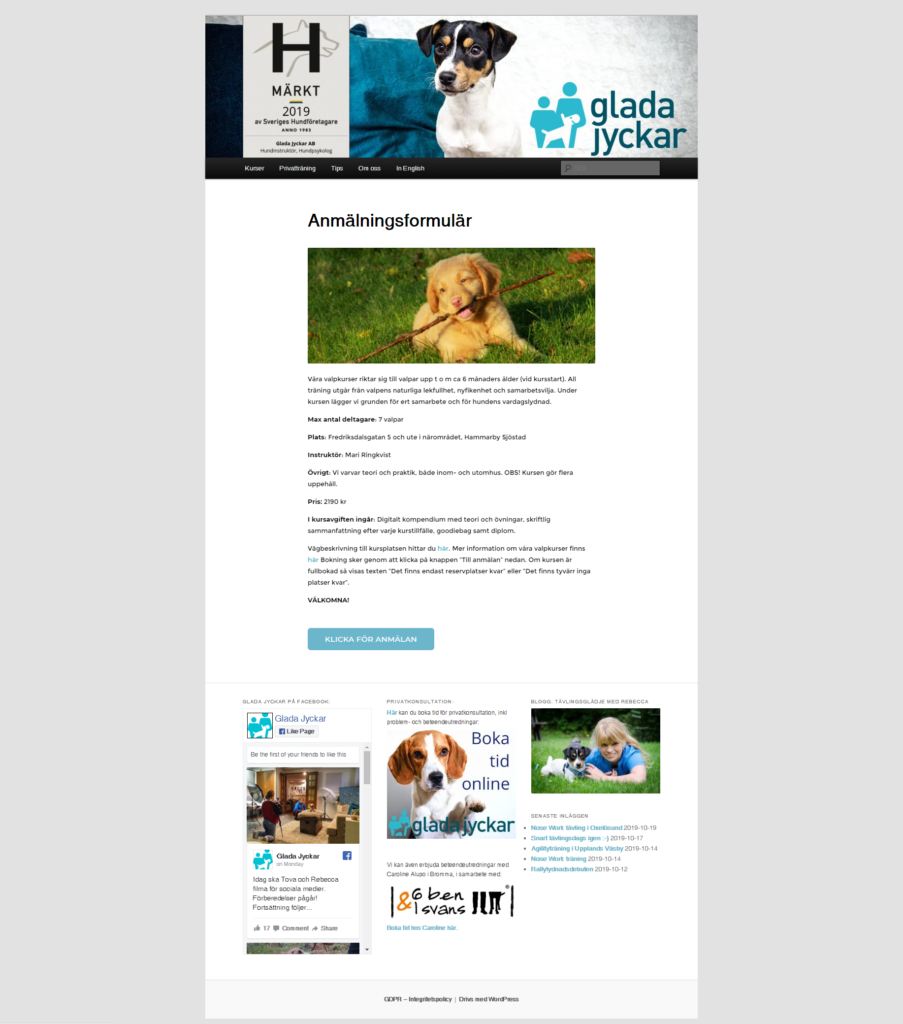 H
MÄRKT
2019
av Sveriges Hundföretagare
ANNO 1983
Glada Jyckar AB
Hundinstruktör, Hundpsykolog
glada
jyckar
Kurser Privatträning Tips Om oss In English
Anmälningsformulär
Våra valpkurser riktar sig till valpar upp t o m ca 6 månaders ålder (vid kursstart). All
träning utgår från valpens naturliga lekfullhet, nyfikenhet och samarbetsvilja. Under
kursen lägger vi grunden för ert samarbete och för hundens vardagslydnad.
Max antal deltagare: 7 valpar
Plats: Fredriksdalsgatan 5 och ute i närområdet, Hammarby Sjöstad
Instruktör: Mari Ringkvist
Övrigt: Vi varvar teori och praktik, både inom- och utomhus. OBS! Kursen gör flera
uppehåll.
Pris: 2190 kr
I kursavgiften ingår: Digitalt kompendium med teori och övningar, skriftlig
sammanfattning efter varje kurstillfälle, goodiebag samt diplom.
Vägbeskrivning till kursplatsen hittar du här. Mer information om våra valpkurser finns
här Bokning sker genom att klicka på knappen "Till anmälan" nedan. Om kursen är
fullbokad så visas texten "Det finns endast reservplatser kvar" eller "Det finns tyvärr inga
platser kvar".
VÄLKOMNA!
KLICKA FÖR ANMÄLAN
GLADA JYCKAR PÅ FACEBOOK:
Glada Jyckar
Like Page
Be the first of your friends to like this
Glada Jyckar
on Monday
Idag ska Tova och Rebecca
filma för sociala medier.
Förberedelser pågår!
Fortsättning följer...
17 Comment Share
PRIVATKONSULTATION:
Här kan du boka tid för privatkonsultation, inkl
problem- och beteendeutredningar:
Boka
tid
online
glada jyckar
Vi kan även erbjuda beteendeutredningar med
Caroline Alupo i Bromma, i samarbete med:
&6 ben
1 svans
Boka tid hos Caroline här.
BLOGG: TÄVLINGSGLÄDJE MED REBECCA
SENASTE INLÄGGEN
Nose Work tävling i Oxelösund 2019-10-19
Snart tävlingsdags igen :-) 2019-10-17
Agilityträning i Upplands Väsby 2019-10-14
Nose Work träning 2019-10-14
Rallylydnadsdebuten 2019-10-12
GDPR – Integritetspolicy | Drivs med WordPress